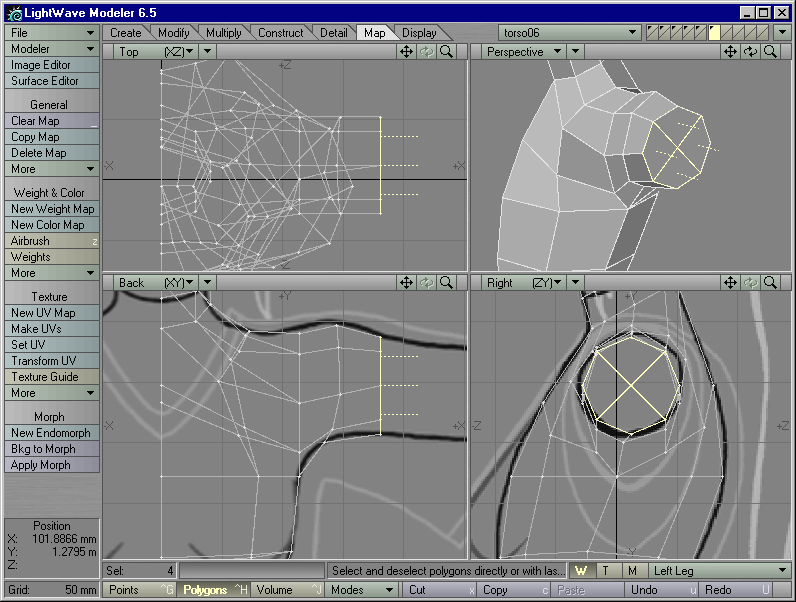 LightWave Modeler 6.5
File
Create Modify Multiply Construct Detail Map Display torso06
Modeler
Top (XZ) Perspective
Image Editor
Surface Editor
General
Clear Map _
Copy Map
Delete Map
More
Weight & Color
New Weight Map
New Color Map
Airbrush z
Weights
More
Texture
New UV Map
Make UVs
Set UV
Transform UV
Texture Guide
More
Morph
New Endomorph
Bkg to Morph
Apply Morph
+Z
-X +X
-Z
Back (XY) Right (ZY)
+Y +Y
-X +X -Z +Z
-Y
Position
X: 101.8866 mm
Y: 1.2795 m
Z:
Sel: 4 Select and deselect polygons directly or with las... W T M Left Leg
Grid: 50 mm Points ^G Polygons ^H Volume ^J Modes Cut x Copy c Paste Undo u Redo U